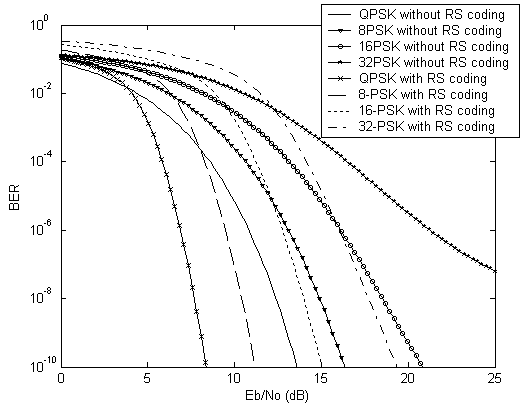 QPSK without RS coding
8PSK without RS coding
16PSK without RS coding
32PSK without RS coding
QPSK with RS coding
8-PSK with RS coding
16-PSK with RS coding
32-PSK with RS coding
10^0
10^-2
10^-4
10^-6
10^-8
10^-10
BER
0 5 10 15 20 25
Eb/No (dB)